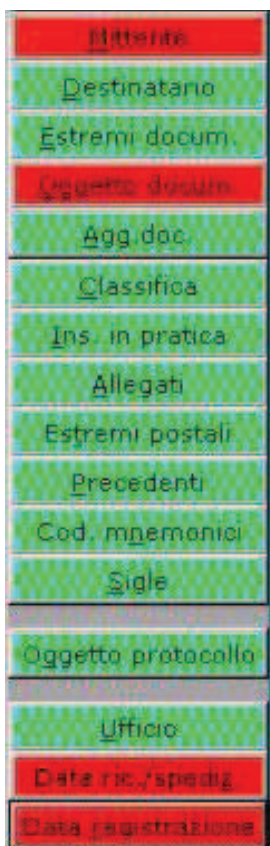 Mittente
Destinatario
Estremi docum.
Oggetto docum.
Agg.doc.
Classifica
Ins. in pratica
Allegati
Estremi postali
Precedenti
Cod. mnemonici
Sigle
Oggetto protocollo
Ufficio
Data ric./spediz
Data registrazione